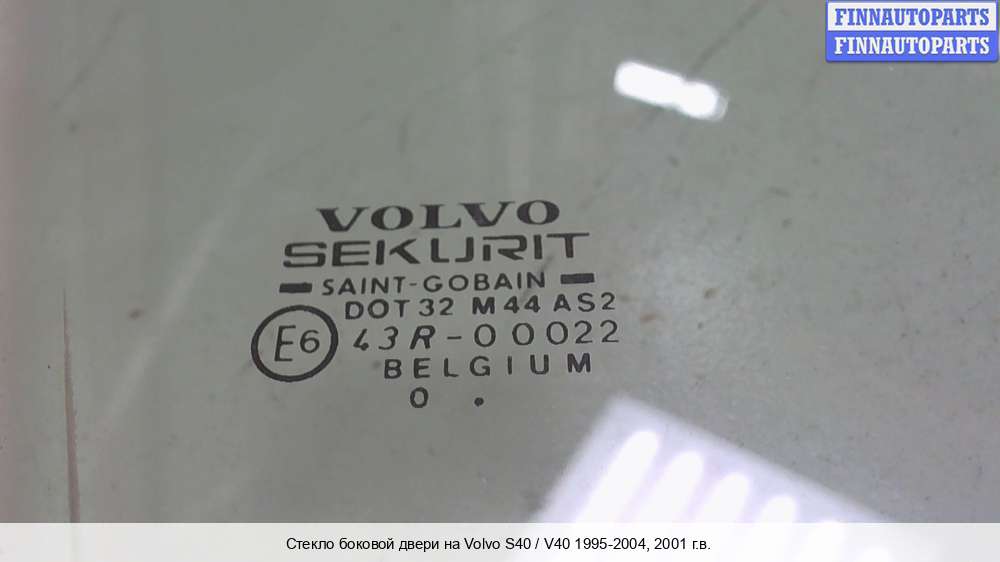 FINNAUTOPARTS
FINNAUTOPARTS
VOLVO
SEKURIT
SAINT-GOBAIN
DOT 32 M44 AS2
E6 43R-00022
BELGIUM
0 .
Стекло боковой двери на Volvo S40 / V40 1995-2004, 2001 г.в.